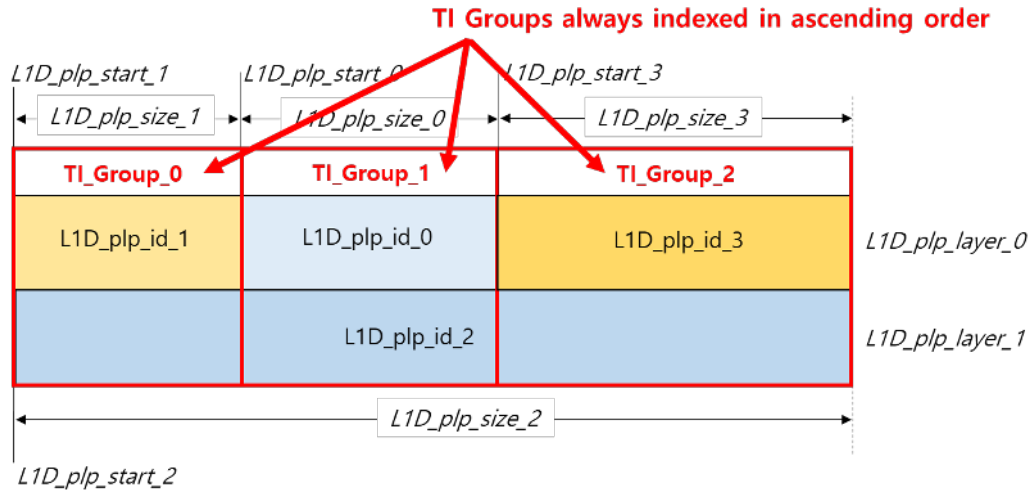 TI Groups always indexed in ascending order
L1D_plp_start_1
L1D_plp_start_0
L1D_plp_start_3
L1D_plp_size_1
L1D_plp_size_0
L1D_plp_size_3
TI_Group_0
TI_Group_1
TI_Group_2
L1D_plp_id_1
L1D_plp_id_0
L1D_plp_id_3
L1D_plp_layer_0
L1D_plp_id_2
L1D_plp_layer_1
L1D_plp_size_2
L1D_plp_start_2